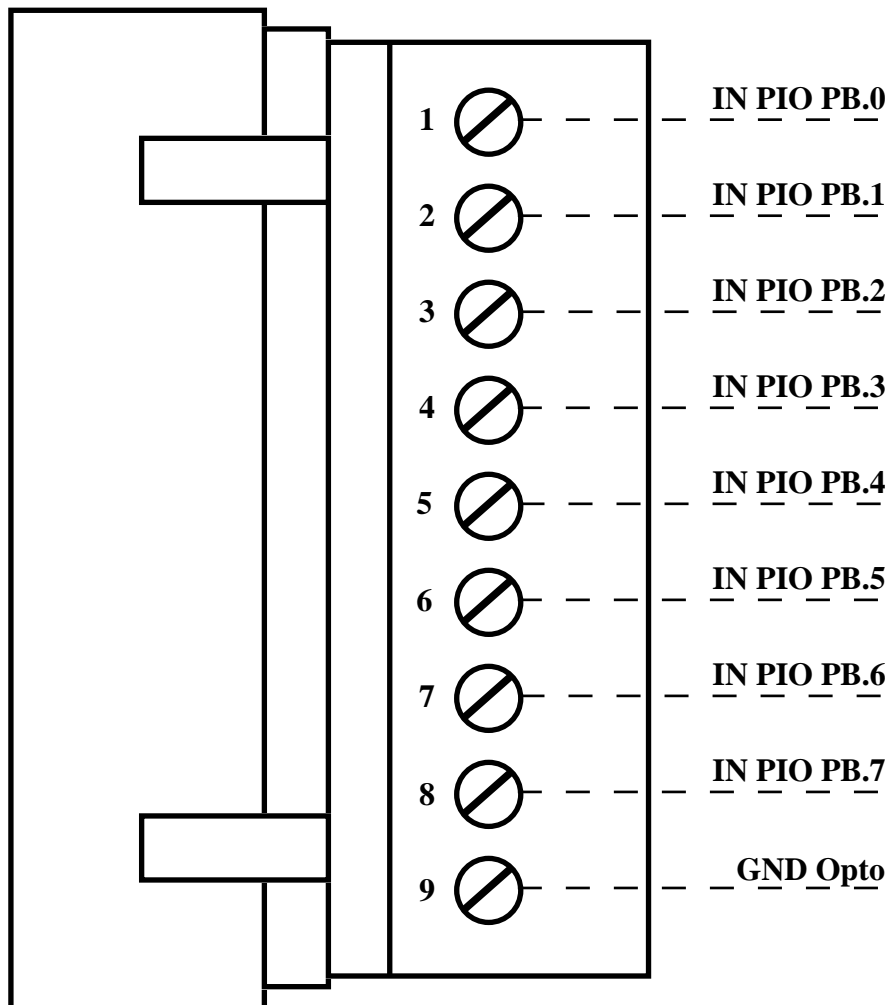 1 IN PIO PB.0
2 IN PIO PB.1
3 IN PIO PB.2
4 IN PIO PB.3
5 IN PIO PB.4
6 IN PIO PB.5
7 IN PIO PB.6
8 IN PIO PB.7
9 GND Opto